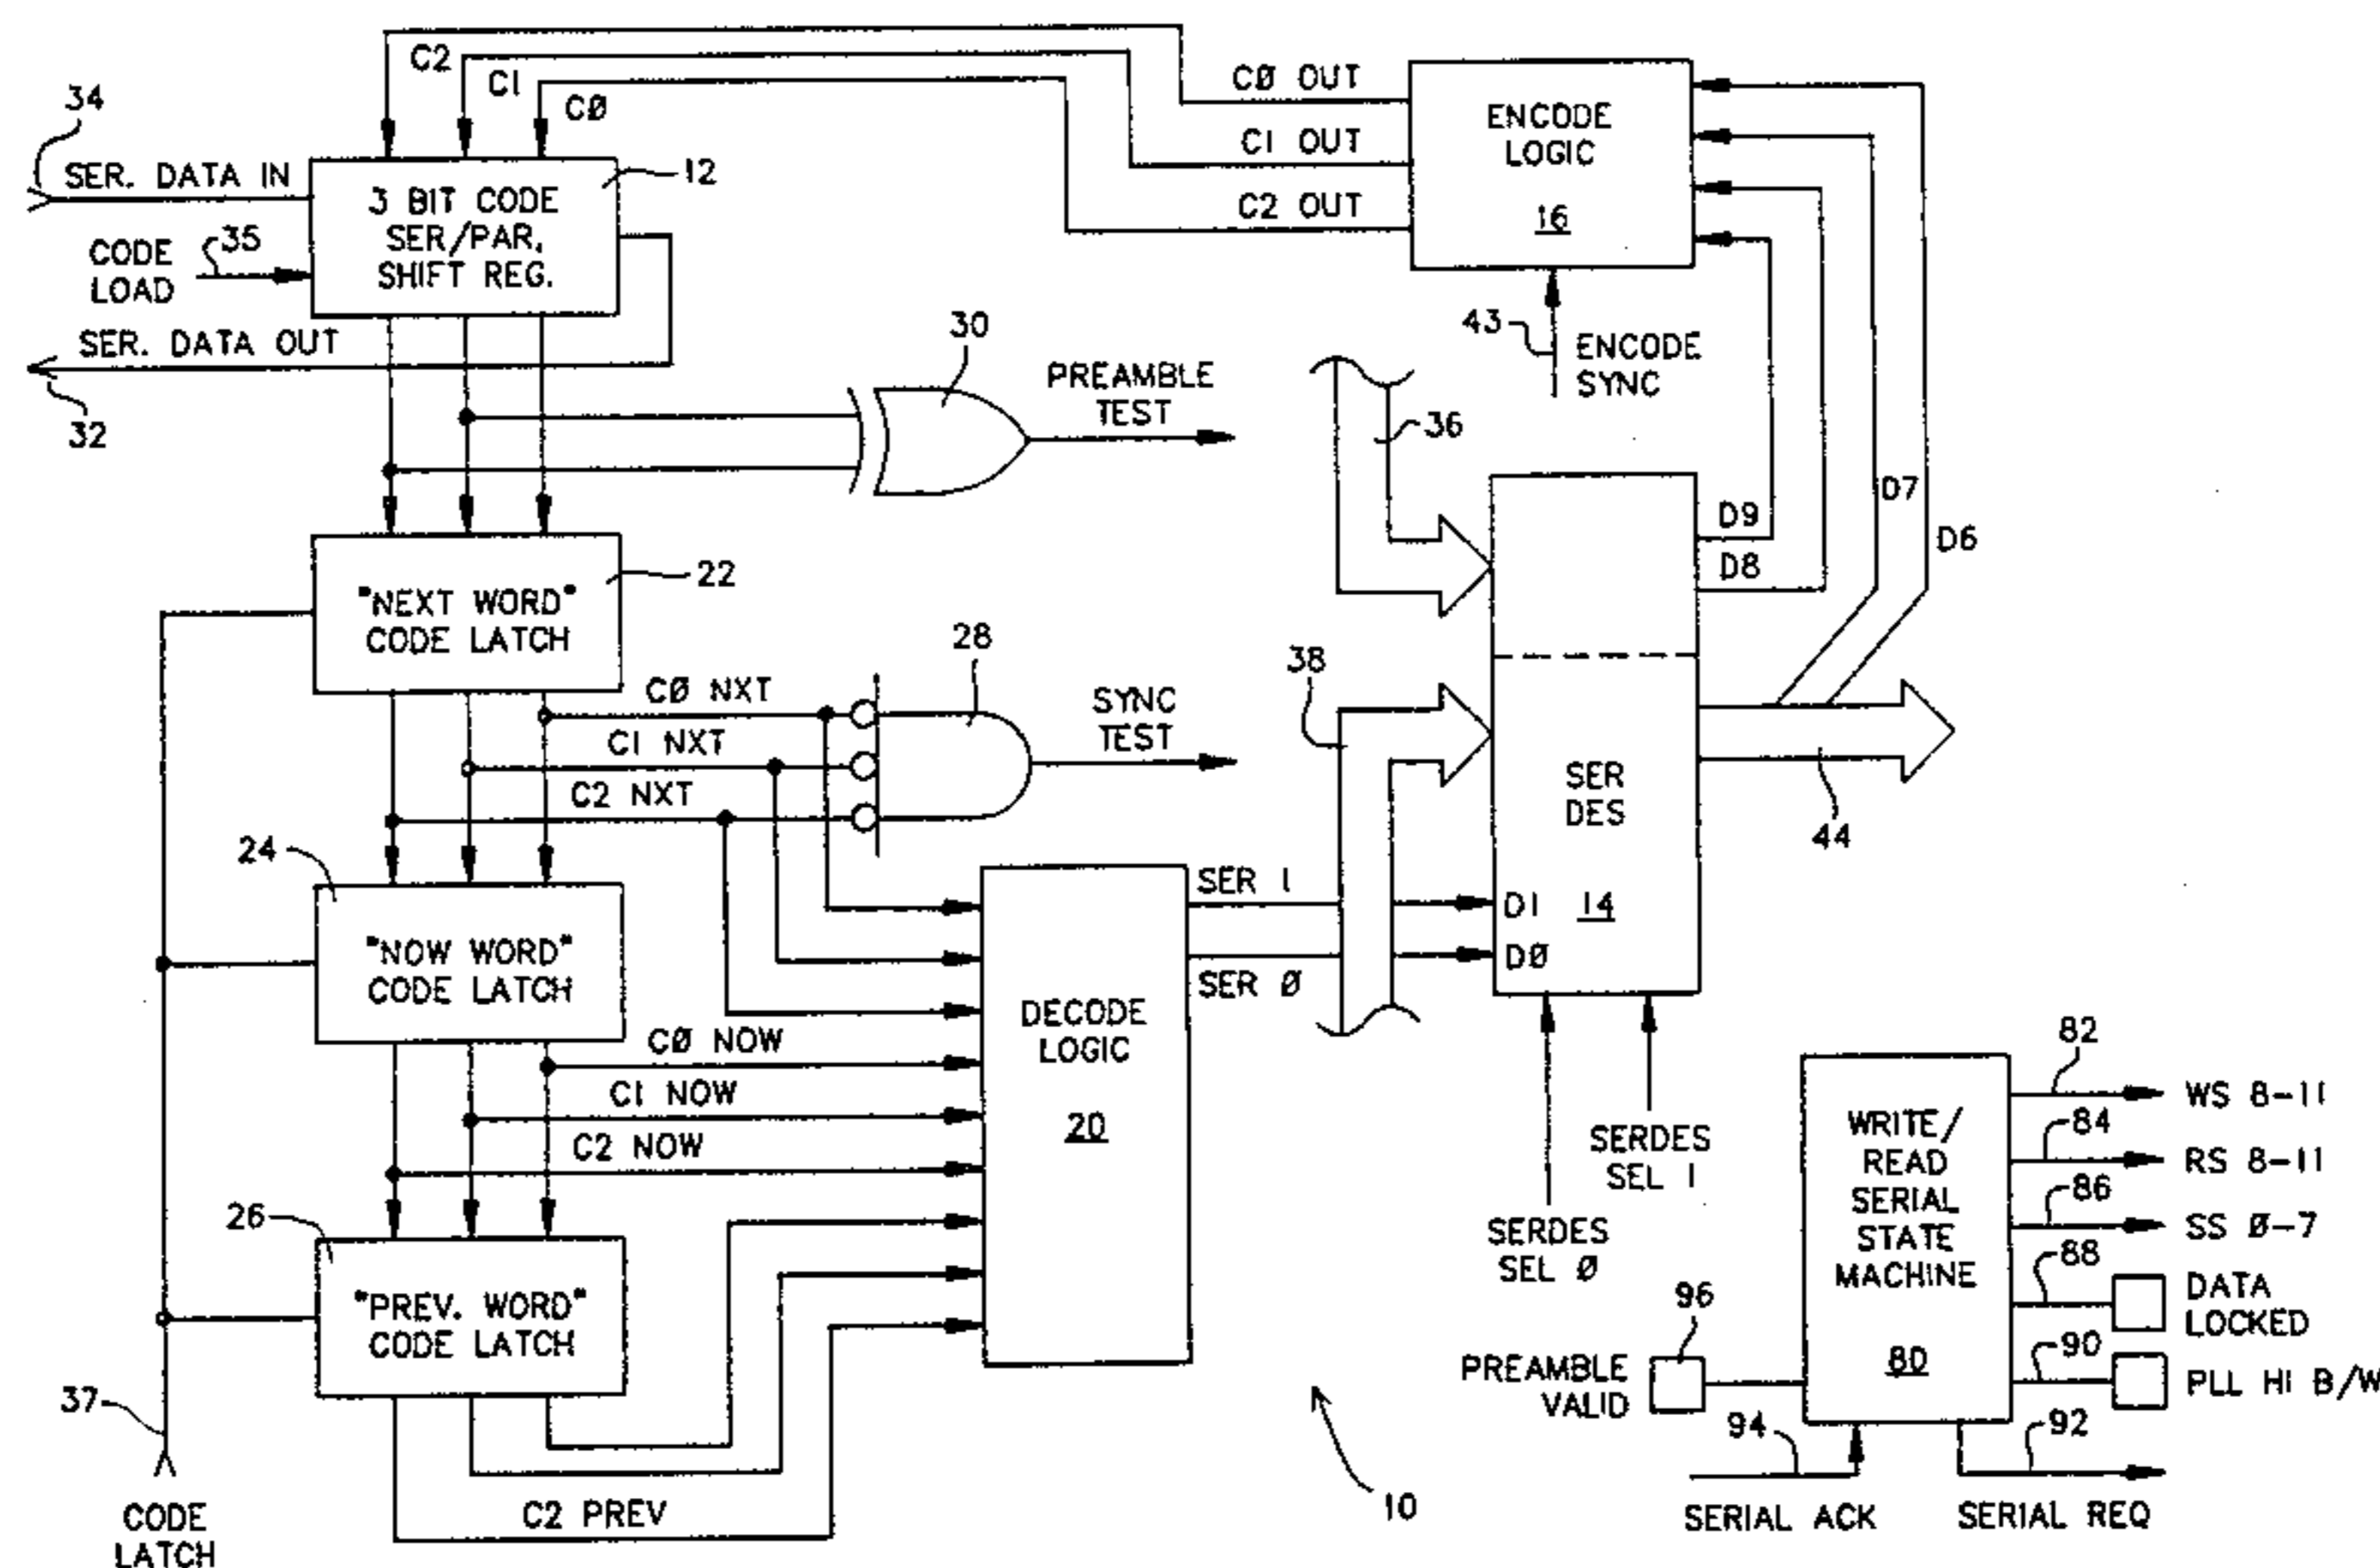 C2
C1
CØ
CØ OUT
C1 OUT
C2 OUT
ENCODE
LOGIC
16
34
SER. DATA IN
12
3 BIT CODE
SER/PAR.
SHIFT REG.
CODE
LOAD
35
SER. DATA OUT
32
43
ENCODE
SYNC
30
PREAMBLE
TEST
36
D7
D6
D9
D8
22
"NEXT WORD"
CODE LATCH
28
CØ NXT
C1 NXT
C2 NXT
SYNC
TEST
38
SER
DES
14
D1
DØ
44
24
"NOW WORD"
CODE LATCH
SER 1
SER Ø
DECODE
LOGIC
20
CØ NOW
C1 NOW
C2 NOW
SERDES
SEL 1
SERDES
SEL Ø
26
"PREV. WORD"
CODE LATCH
C2 PREV
37
CODE
LATCH
10
WRITE/
READ
SERIAL
STATE
MACHINE
80
82
WS 8-11
84
RS 8-11
86
SS Ø-7
88
DATA
LOCKED
90
PLL HI B/W
96
PREAMBLE
VALID
94
92
SERIAL ACK
SERIAL REQ